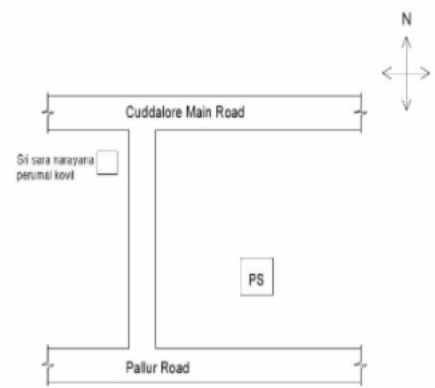 N
Cuddalore Main Road
Sri sara narayana
perumal kovil
PS
Pallur Road